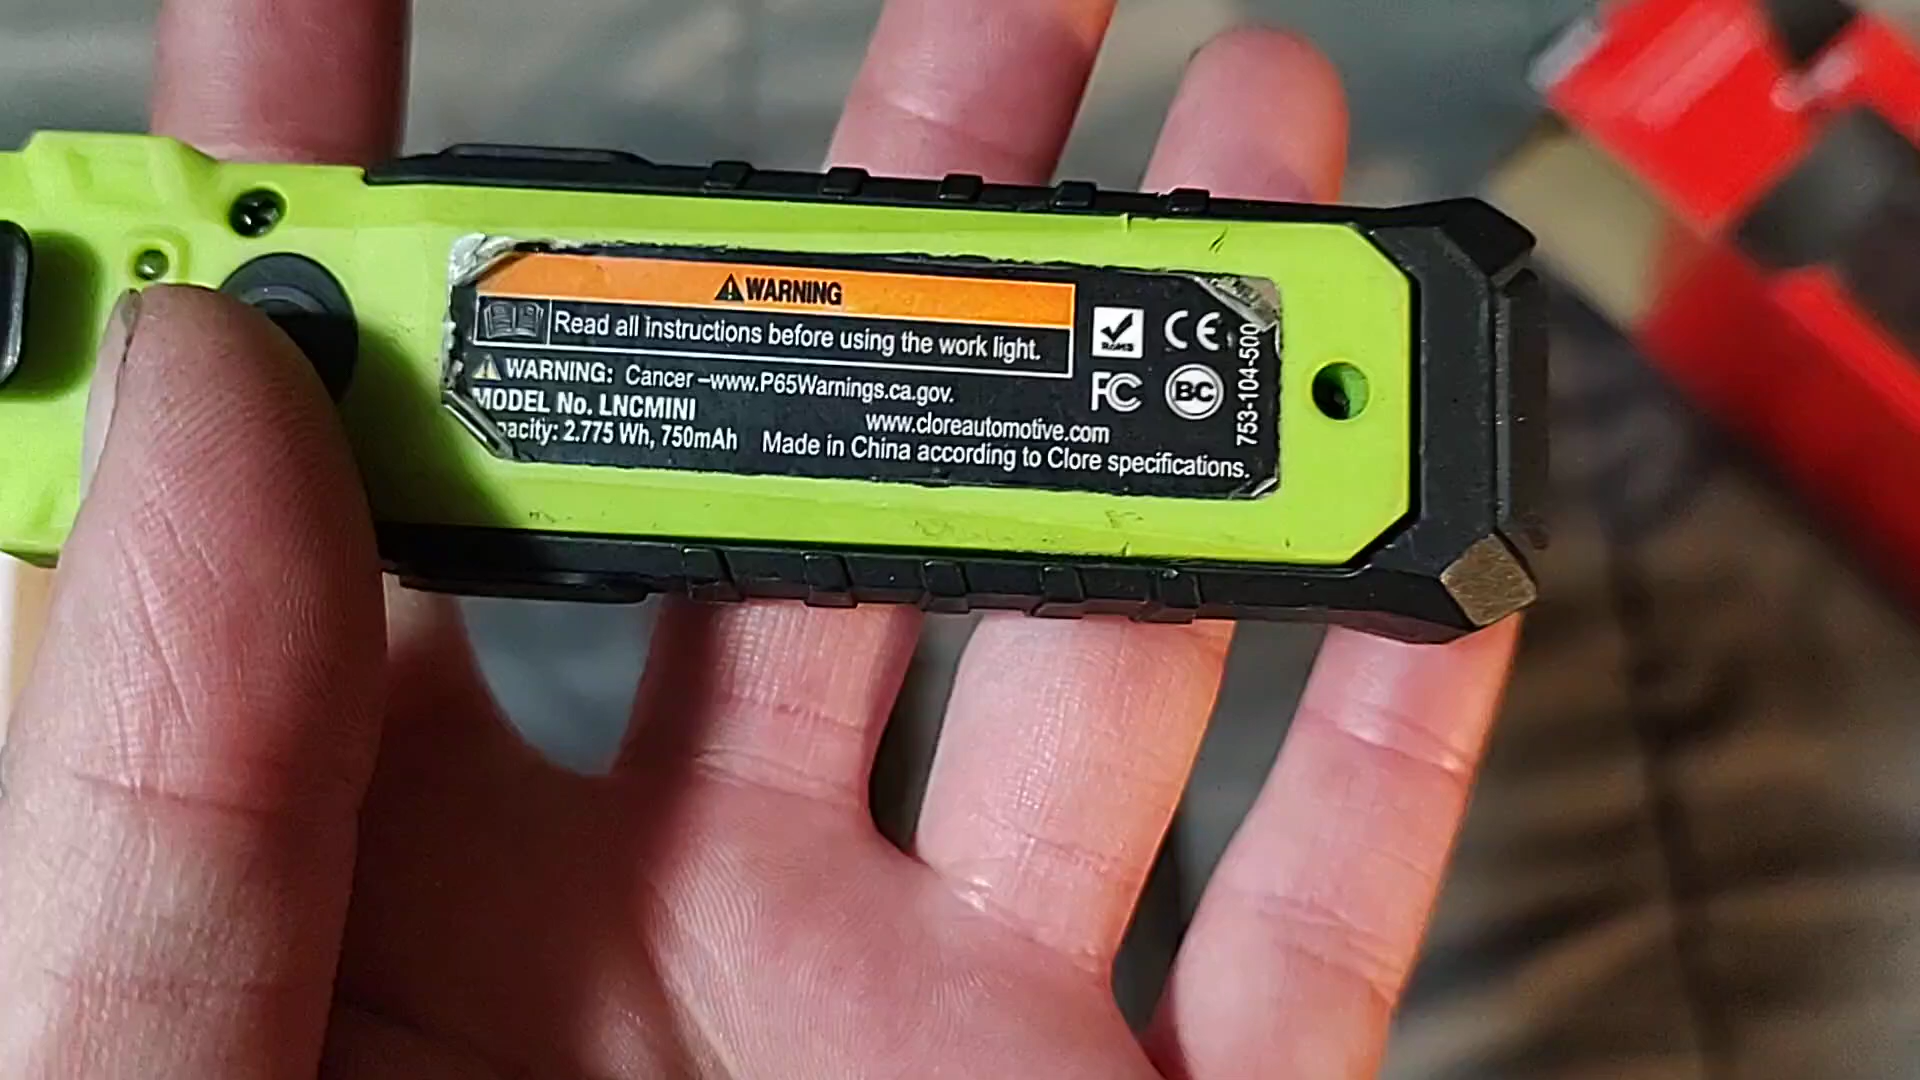 WARNING
Read all instructions before using the work light.
WARNING: Cancer –www.P65Warnings.ca.gov.
MODEL No. LNCMINI
www.cloreautomotive.com
2.775 Wh, 750mAh
Made in China according to Clore specifications.
RoHS
CE
FC
BC
753-104-500